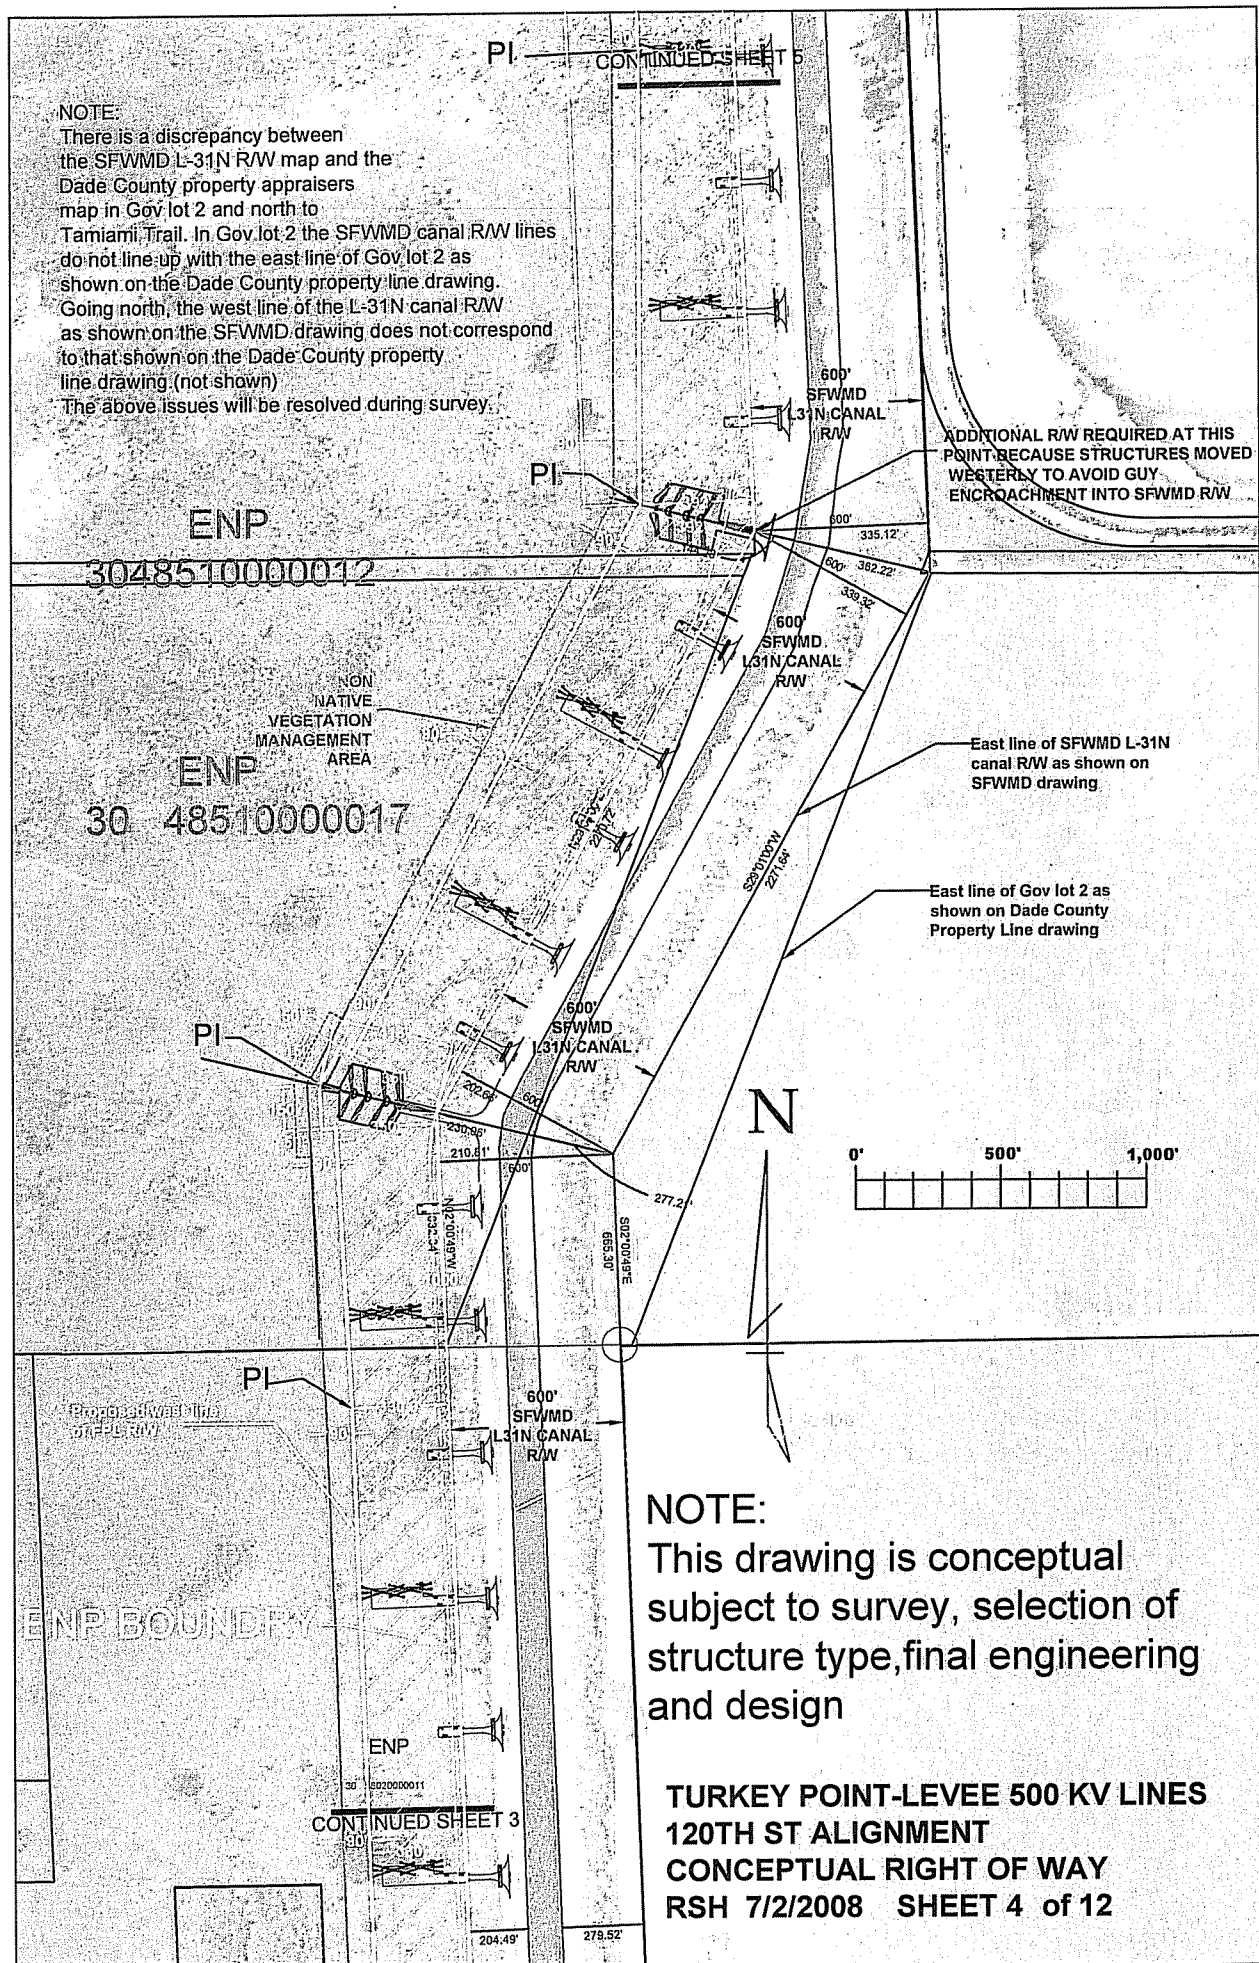 PI
CONTINUED SHEET 5
NOTE:
There is a discrepancy between
the SFWMD L-31N R/W map and the
Dade County property appraisers
map in Gov lot 2 and north to
Tamiami Trail. In Gov.lot 2 the SFWMD canal R/W lines
do not line up with the east line of Gov lot 2 as
shown on the Dade County property line drawing.
Going north, the west line of the L-31N canal R/W
as shown on the SFWMD drawing does not correspond
to that shown on the Dade County property
line drawing.(not shown)
The above issues will be resolved during survey.
600'
SFWMD
L31N CANAL
R/W
ADDITIONAL R/W REQUIRED AT THIS
POINT BECAUSE STRUCTURES MOVED
WESTERLY TO AVOID GUY
ENCROACHMENT INTO SFWMD R/W
PI
ENP
3048510000012
600'
335.12'
600'
362.22'
339.32'
600'
SFWMD
L31N CANAL
R/W
NON
NATIVE
VEGETATION
MANAGEMENT
AREA
ENP
30 48510000017
East line of SFWMD L-31N
canal R/W as shown on
SFWMD drawing
S29°01'00"W
2271.64'
East line of Gov lot 2 as
shown on Dade County
Property Line drawing
600'
SFWMD
L31N CANAL
R/W
PI
202.66'
600'
230.86'
210.81'
600'
277.21'
N
0' 500' 1,000'
N02°00'49"W
S02°00'49"E
665.30'
PI
Proposed west line
of FPL R/W
600'
SFWMD
L31N CANAL
R/W
NOTE:
This drawing is conceptual
subject to survey, selection of
structure type,final engineering
and design
ENP BOUNDRY
ENP
CONTINUED SHEET 3
TURKEY POINT-LEVEE 500 KV LINES
120TH ST ALIGNMENT
CONCEPTUAL RIGHT OF WAY
RSH 7/2/2008 SHEET 4 of 12
204.49'
279.52'